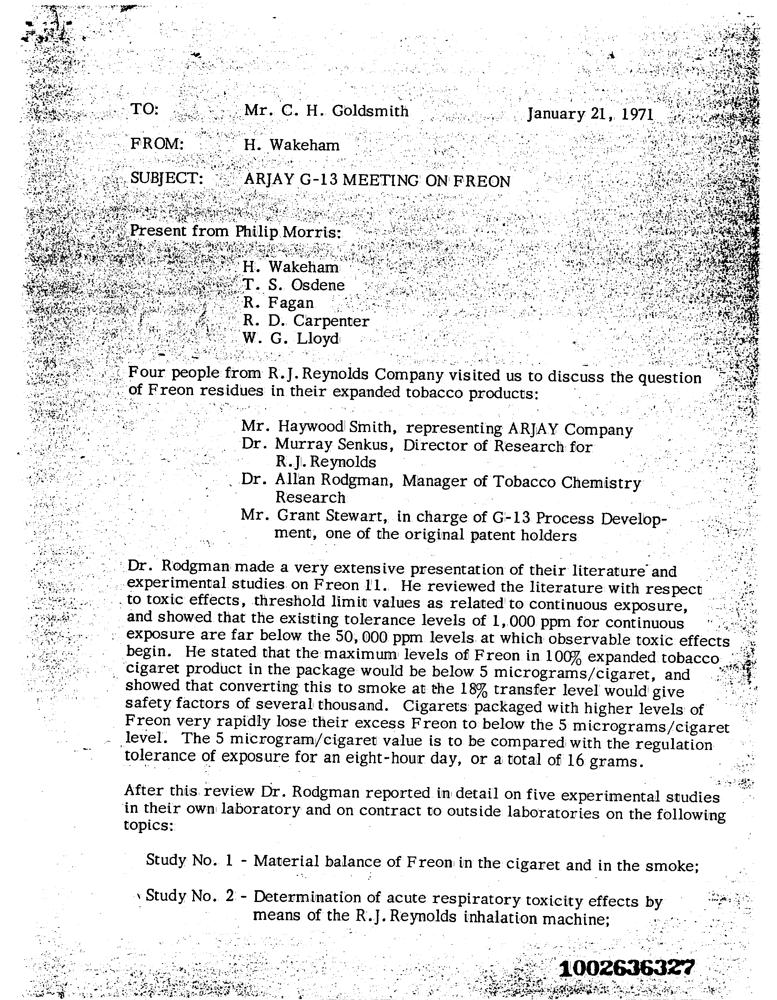 TO: Mr. C. H. Goldsmith January 21, 1971
FROM: H. Wakeham
SUBJECT: ARJAY G-13 MEETING ON FREON
Present from Philip Morris:
H. Wakeham
T. S. Osdene
R. Fagan
R. D. Carpenter
W. G. Lloyd
Four people from R.J. Reynolds Company visited us to discuss the question
of Freon residues in their expanded tobacco products:
Mr. Haywood Smith, representing ARJAY Company
Dr. Murray Senkus, Director of Research for
R.J. Reynolds
Dr. Allan Rodgman, Manager of Tobacco Chemistry
Research
Mr. Grant Stewart, in charge of G-13 Process Develop-
ment, one of the original patent holders
Dr. Rodgman made a very extensive presentation of their literature and
experimental studies on Freon 11. He reviewed the literature with respect
to toxic effects, threshold limit values as related to continuous exposure,
and showed that the existing tolerance levels of 1,000 ppm for continuous
exposure are far below the 50,000 ppm levels at which observable toxic effects
begin. He stated that the maximum levels of Freon in 100% expanded tobacco
cigaret product in the package would be below 5 micrograms/cigaret, and
showed that converting this to smoke at the 18% transfer level would give
safety factors of several thousand. Cigarets packaged with higher levels of
Freon very rapidly lose their excess Freon to below the 5 micrograms/cigaret
level. The 5 microgram/cigaret value is to be compared with the regulation
tolerance of exposure for an eight-hour day, or a total of 16 grams.
After this review Dr. Rodgman reported in detail on five experimental studies
in their own laboratory and on contract to outside laboratories on the following
topics:
Study No. 1 - Material balance of Freon in the cigaret and in the smoke;
Study No. 2 - Determination of acute respiratory toxicity effects by
means of the R.J. Reynolds inhalation machine;
1002636327